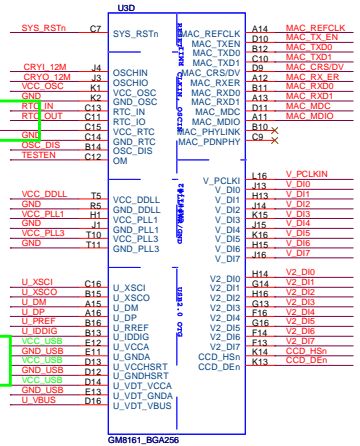 U3D
SYS_RSTn C7 SYS_RSTn MAC_REFCLK A14 MAC_REFCLK
MAC_TXEN D10 MAC_TX_EN
MAC_TXD0 B12 MAC_TXD0
MAC_TXD1 C10 MAC_TXD1
CRYI_12M J4 OSCHIN MAC_CRS/DV D9 MAC_CRS/DV
CRYO_12M J3 OSCHIO MAC_RXER A12 MAC_RX_ER
VCC_OSC K1 VCC_OSC MAC_RXD0 B11 MAC_RXD0
GND K2 GND_OSC MAC_RXD1 A13 MAC_RXD1
RTC_IN C13 RTC_IN MAC_MDC D11 MAC_MDC
RTC_OUT C11 RTC_IO MAC_MDIO A11 MAC_MDIO
C15 VCC_RTC MAC_PHYLINK B10
GND C14 GND_RTC MAC_PDNPHY C9
OSC_DIS B14 OSC_DIS
TESTEN C12 OM
V_PCLKI L16 V_PCLKIN
V_DI0 J13 V_DI0
VCC_DDLL T5 VCC_DDLL V_DI1 H13 V_DI1
GND R5 GND_DDLL V_DI2 J14 V_DI2
VCC_PLL1 H1 VCC_PLL1 V_DI3 K15 V_DI3
GND J1 GND_PLL1 V_DI4 J15 V_DI4
VCC_PLL3 T10 VCC_PLL3 V_DI5 K16 V_DI5
GND T11 GND_PLL3 V_DI6 H15 V_DI6
V_DI7 J16 V_DI7
USB2.0 OTG
V2_DI0 H14 V2_DI0
U_XSCI C16 U_XSCI V2_DI1 G14 V2_DI1
U_XSCO B15 U_XSCO V2_DI2 H16 V2_DI2
U_DM A15 U_DM V2_DI3 G13 V2_DI3
U_DP A16 U_DP V2_DI4 F16 V2_DI4
U_PREF B16 U_RREF V2_DI5 G16 V2_DI5
U_IDDIG B13 U_IDDIG V2_DI6 F14 V2_DI6
VCC_USB E12 U_VCCA V2_DI7 F13 V2_DI7
GND_USB E11 U_GNDA CCD_HSn K14 CCD_HSn
VCC_USB D13 U_VCCHSRT CCD_DEn K13 CCD_DEn
GND_USB D12 U_GNDHSRT
VCC_USB D14 U_VDT_VCCA
GND_USB E13 U_VDT_GNDA
U_VBUS D16 U_VDT_VBUS
GM8161_BGA256